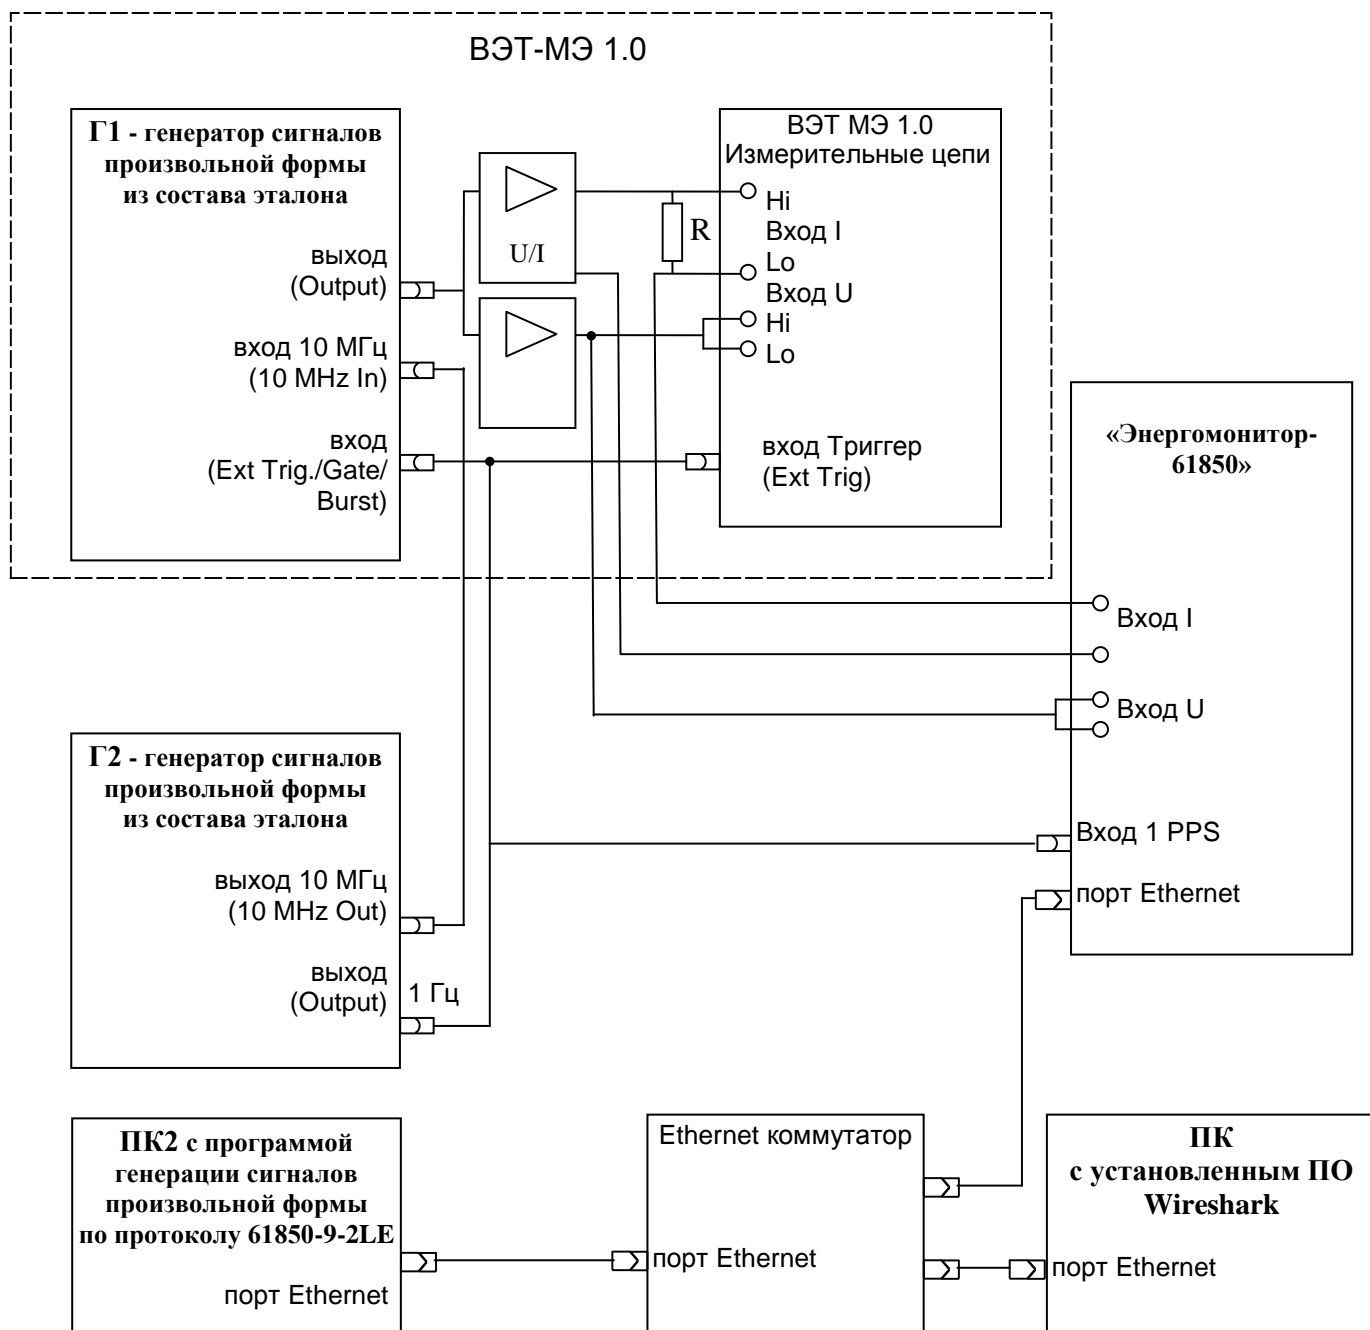 ВЭТ-МЭ 1.0
Г1 - генератор сигналов
произвольной формы
из состава эталона
выход
(Output)
вход 10 МГц
(10 MHz In)
вход
(Ext Trig./Gate/
Burst)
U/I
R
ВЭТ МЭ 1.0
Измерительные цепи
Hi
Вход I
Lo
Вход U
Hi
Lo
вход Триггер
(Ext Trig)
«Энергомонитор-
61850»
Вход I
Вход U
Вход 1 PPS
порт Ethernet
Г2 - генератор сигналов
произвольной формы
из состава эталона
выход 10 МГц
(10 MHz Out)
выход
(Output)
1 Гц
ПК2 с программой
генерации сигналов
произвольной формы
по протоколу 61850-9-2LE
порт Ethernet
Ethernet коммутатор
порт Ethernet
ПК
с установленным ПО
Wireshark
порт Ethernet